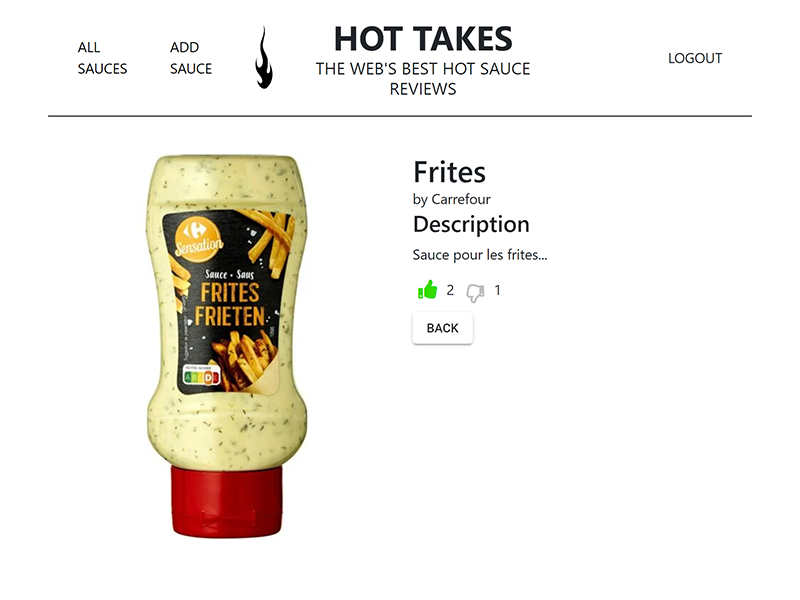 ALL
SAUCES
ADD
SAUCE
HOT TAKES
THE WEB'S BEST HOT SAUCE
REVIEWS
LOGOUT
Sensation
Sauce • Saus
FRITES
FRIETEN
NUTRI-SCORE
Frites
by Carrefour
Description
Sauce pour les frites...
2
1
BACK